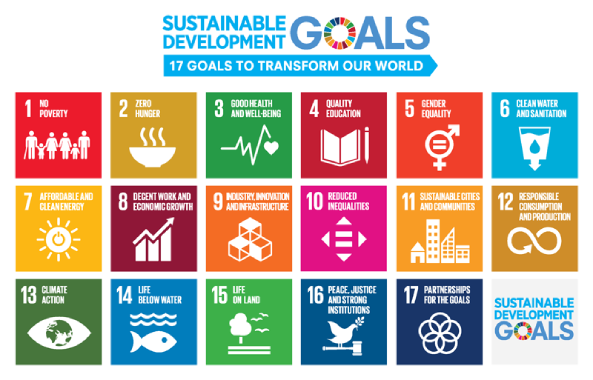 SUSTAINABLE
DEVELOPMENT
GOALS
17 GOALS TO TRANSFORM OUR WORLD
1 NO
POVERTY
2 ZERO
HUNGER
3 GOOD HEALTH
AND WELL-BEING
4 QUALITY
EDUCATION
5 GENDER
EQUALITY
6 CLEAN WATER
AND SANITATION
7 AFFORDABLE AND
CLEAN ENERGY
8 DECENT WORK AND
ECONOMIC GROWTH
9 INDUSTRY, INNOVATION
AND INFRASTRUCTURE
10 REDUCED
INEQUALITIES
11 SUSTAINABLE CITIES
AND COMMUNITIES
12 RESPONSIBLE
CONSUMPTION
AND PRODUCTION
13 CLIMATE
ACTION
14 LIFE
BELOW WATER
15 LIFE
ON LAND
16 PEACE, JUSTICE
AND STRONG
INSTITUTIONS
17 PARTNERSHIPS
FOR THE GOALS
SUSTAINABLE
DEVELOPMENT
GOALS